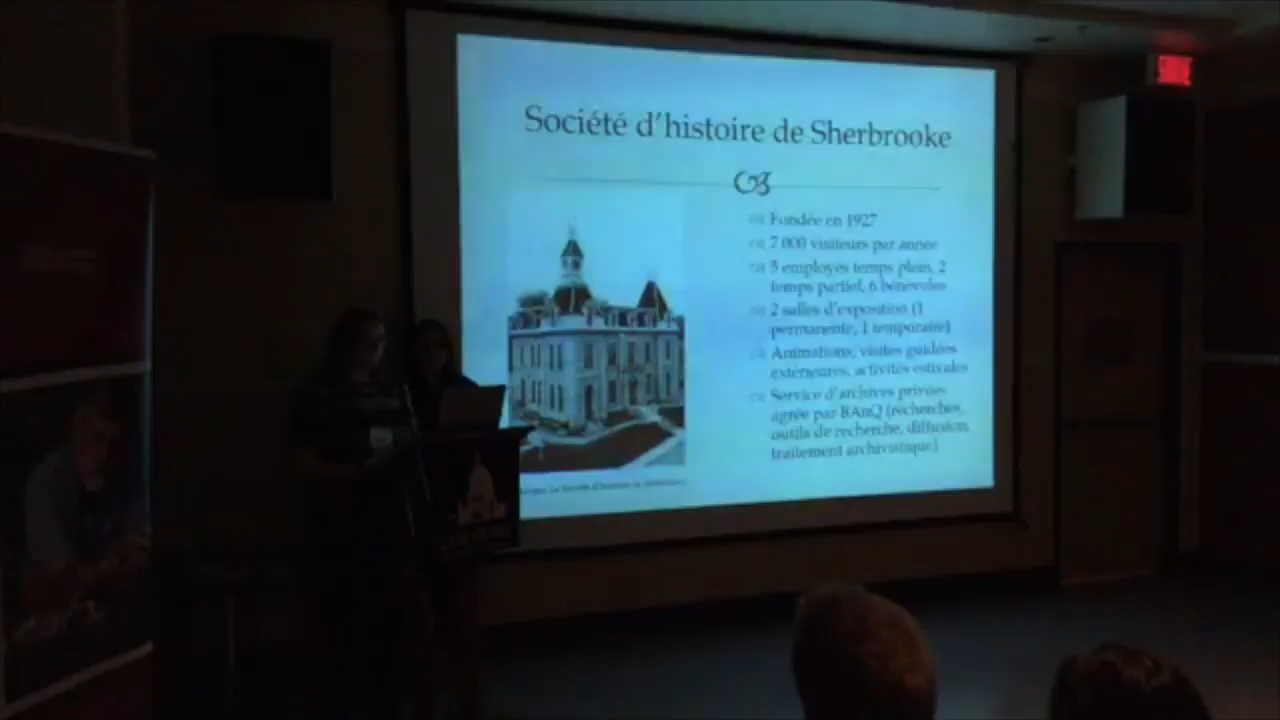 Société d'histoire de Sherbrooke
Fondée en 1927
7 000 visiteurs par année
5 employés temps plein, 2
temps partiel, 6 bénévoles
2 salles d'exposition (1
permanente, 1 temporaire)
Animations, visites guidées
extérieures, activités estivales
Service d'archives privées
agréé par BAnQ (recherches,
outils de recherche, diffusion,
traitement archivistique)